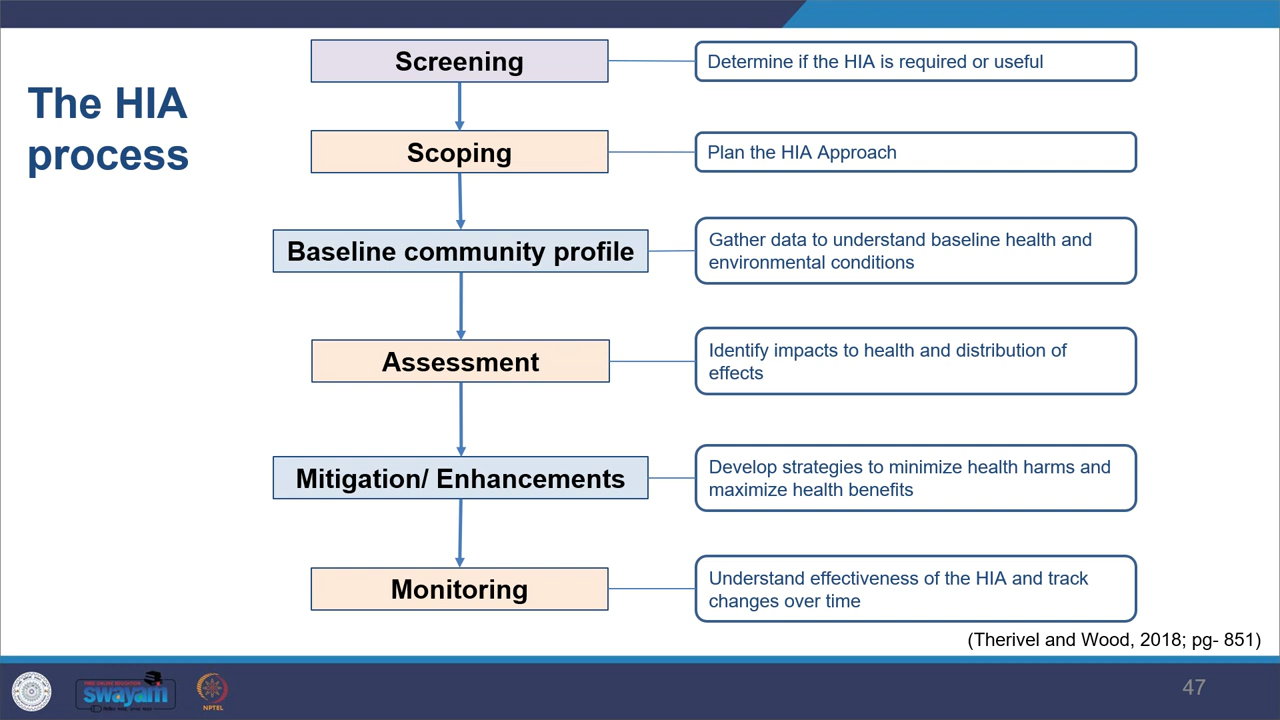 The HIA
process
Screening
Determine if the HIA is required or useful
Scoping
Plan the HIA Approach
Baseline community profile
Gather data to understand baseline health and
environmental conditions
Assessment
Identify impacts to health and distribution of
effects
Mitigation/ Enhancements
Develop strategies to minimize health harms and
maximize health benefits
Monitoring
Understand effectiveness of the HIA and track
changes over time
(Therivel and Wood, 2018; pg- 851)
swayam
NPTEL
47